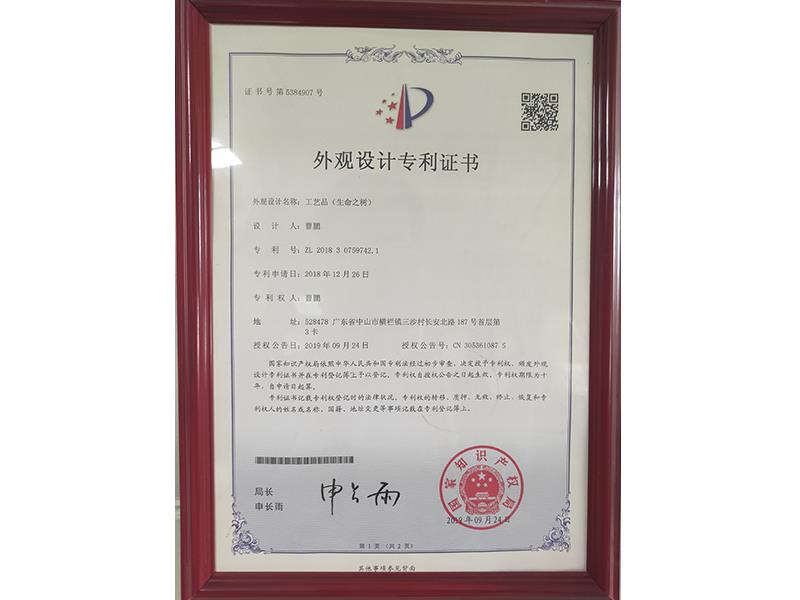 证书号第5384907号
外观设计专利证书
外观设计名称：工艺品（生命之树）
设 计 人：曹鹏
专 利 号：ZL 2018 3 0759742.1
专利申请日：2018年12月26日
专 利 权 人：曹鹏
地 址：528478 广东省中山市横栏镇三沙村长安北路187号首层第
3卡
授权公告日：2019年09月24日 授权公告号：CN 305361087 S
国家知识产权局依照中华人民共和国专利法经过初步审查，决定授予专利权，颁发外观
设计专利证书并在专利登记簿上予以登记。专利权自授权公告之日起生效。专利权期限为十
年，自申请日起算。
专利证书记载专利权登记时的法律状况。专利权的转移、质押、无效、终止、恢复和专
利权人的姓名或名称、国籍、地址变更等事项记载在专利登记簿上。
局长
申长雨
申长雨
国家知识产权局
2019年09月24日
第1页（共2页）
其他事项参见背面